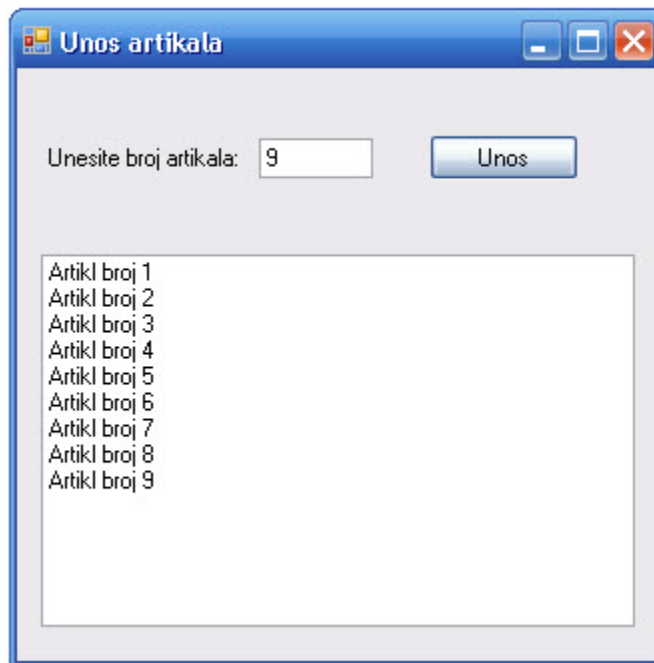 Unos artikala
Unesite broj artikala: 9 Unos
Artikl broj 1
Artikl broj 2
Artikl broj 3
Artikl broj 4
Artikl broj 5
Artikl broj 6
Artikl broj 7
Artikl broj 8
Artikl broj 9